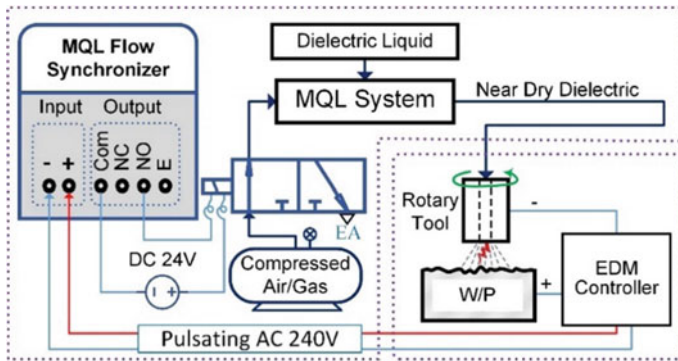 MQL Flow
Synchronizer
Input Output
- + Com NC NO E
DC 24V
- +
Dielectric Liquid
MQL System
Near Dry Dielectric
EA
Compressed
Air/Gas
Rotary
Tool
-
W/P
+
EDM
Controller
Pulsating AC 240V